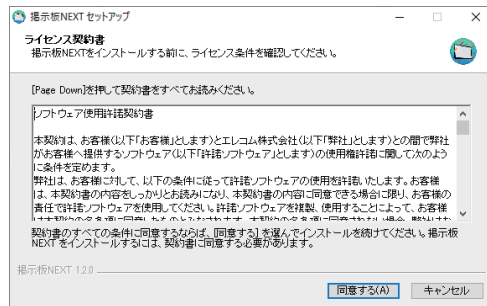 掲示板NEXT セットアップ
ライセンス契約書
掲示板NEXTをインストールする前に、ライセンス条件を確認してください。
[Page Down]を押して契約書をすべてお読みください。
ソフトウェア使用許諾契約書
本契約は、お客様(以下「お客様」とします)とエレコム株式会社(以下「弊社」とします)との間で弊社
がお客様へ提供するソフトウェア(以下「許諾ソフトウェア」とします)の使用権許諾に関して次のよう
に条件を定めます。
弊社は、お客様に対して、以下の条件に従って許諾ソフトウェアの使用を許諾いたします。お客様
は、本契約の内容をしっかりとお読みになり、本契約書の内容に同意できる場合に限り、お客様の
責任で許諾ソフトウェアを使用してください。許諾ソフトウェアを複製、使用することによって、お客様
契約書のすべての条件に同意するならば、[同意する] を選んでインストールを続けてください。掲示板
NEXT をインストールするには、契約書に同意する必要があります。
掲示板NEXT 1.2.0
同意する(A)
キャンセル